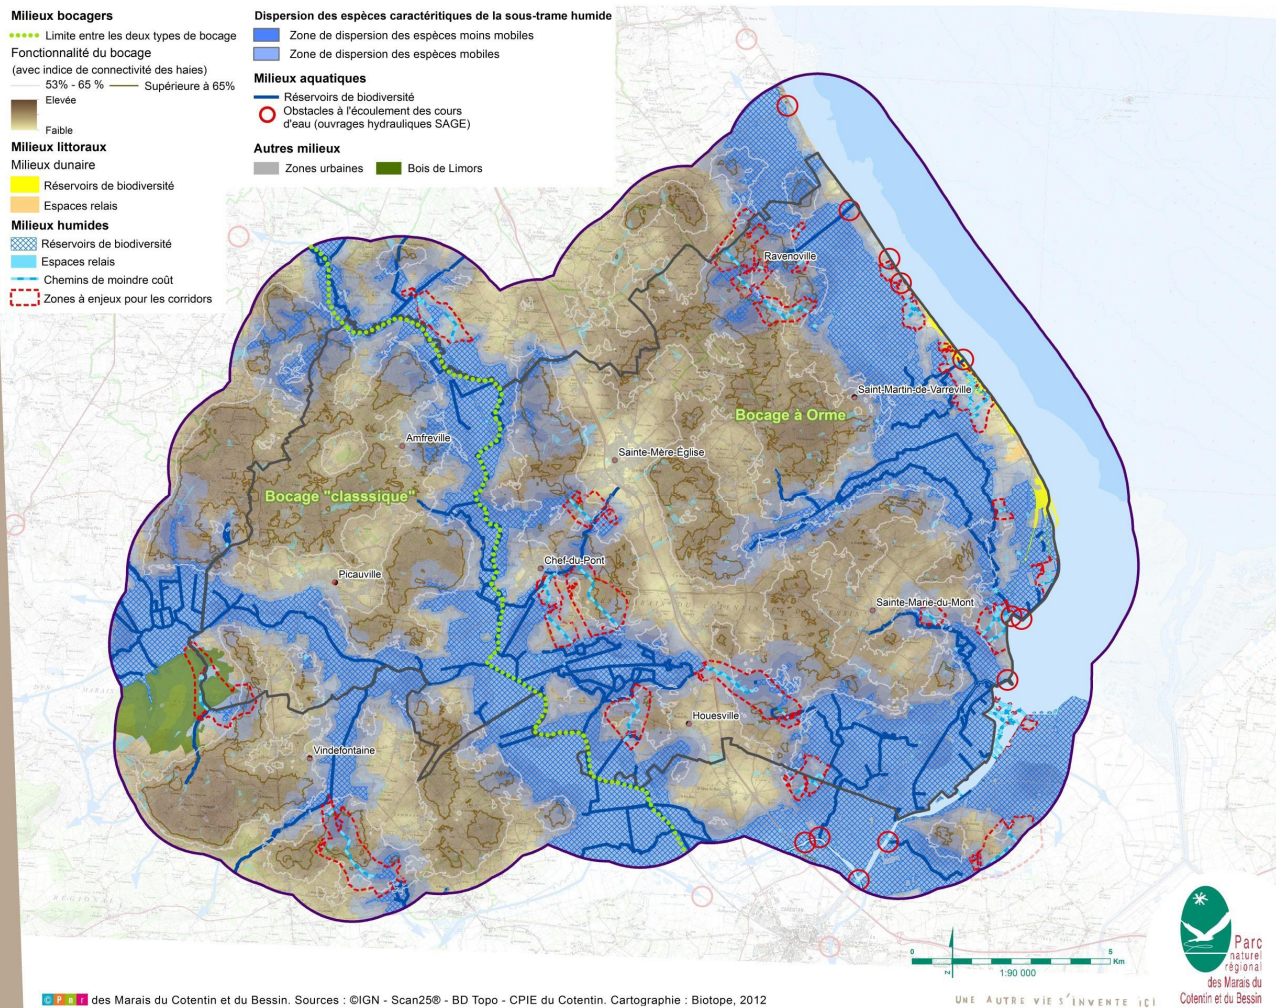 Milieux bocagers
Limite entre les deux types de bocage
Fonctionnalité du bocage
(avec indice de connectivité des haies)
53% - 65 %
Supérieure à 65%
Elevée
Faible
Milieux littoraux
Milieu dunaire
Réservoirs de biodiversité
Espaces relais
Milieux humides
Réservoirs de biodiversité
Espaces relais
Chemins de moindre coût
Zones à enjeux pour les corridors
Dispersion des espèces caractéritiques de la sous-trame humide
Zone de dispersion des espèces moins mobiles
Zone de dispersion des espèces mobiles
Milieux aquatiques
Réservoirs de biodiversité
Obstacles à l'écoulement des cours
d'eau (ouvrages hydrauliques SAGE)
Autres milieux
Zones urbaines
Bois de Limors
Ravenoville
Saint-Martin-de-Varreville
Bocage à Orme
Amfreville
Sainte-Mère-Église
Bocage "classsique"
Chef-du-Pont
Picauville
Sainte-Marie-du-Mont
Houesville
Vindefontaine
CARENTAN
0
5
Km
N
1:90 000
Parc
naturel
régional
des Marais du
Cotentin et du Bessin
UNE AUTRE VIE S'INVENTE ICI
© P n r des Marais du Cotentin et du Bessin. Sources : ©IGN - Scan25® - BD Topo - CPIE du Cotentin. Cartographie : Biotope, 2012